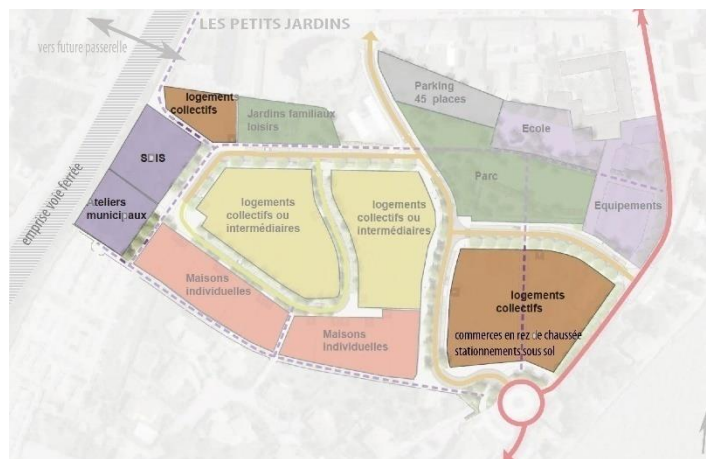 LES PETITS JARDINS
vers future passerelle
logements
collectifs
Jardins familiaux
loisirs
Parking
45 places
Ecole
Parc
Equipements
SDIS
Ateliers
municipaux
emprise voie ferrée
logements
collectifs ou
intermédiaires
logements
collectifs ou
intermédiaires
Maisons
individuelles
Maisons
individuelles
logements
collectifs
commerces en rez de chaussée
stationnements sous sol